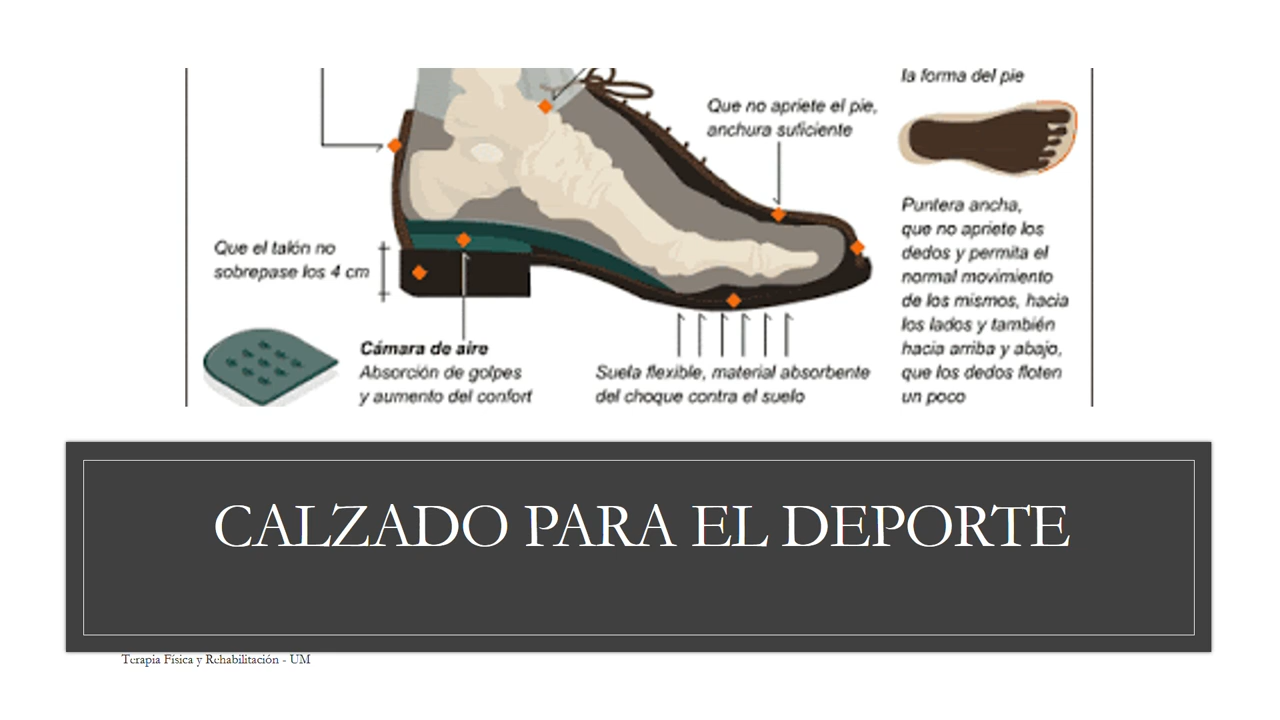 la forma del pie
Que no apriete el pie,
anchura suficiente
Puntera ancha,
que no apriete los
dedos y permita el
normal movimiento
de los mismos, hacia
los lados y también
hacia arriba y abajo,
que los dedos floten
un poco
Que el talón no
sobrepase los 4 cm
Cámara de aire
Absorción de golpes
y aumento del confort
Suela flexible, material absorbente
del choque contra el suelo
CALZADO PARA EL DEPORTE
Terapia Física y Rehabilitación - UM